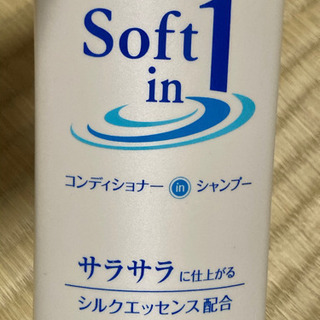 Soft
in 1
コンディショナー in シャンプー
サラサラに仕上がる
シルクエッセンス配合